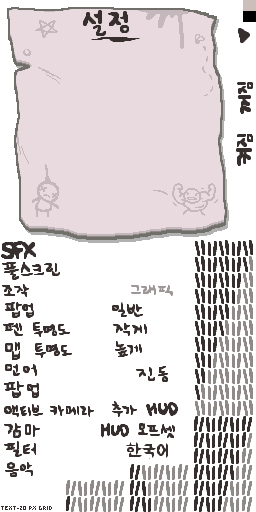 설정
SFX
풀스크린
조작
그래픽
팝업
일반
펜 투명도
작게
맵 투명도
높게
언어
진동
팝업
액티브 카메라
추가 HUD
감마
HUD 오프셋
필터
한국어
음악
TEXT-20 PX GRID